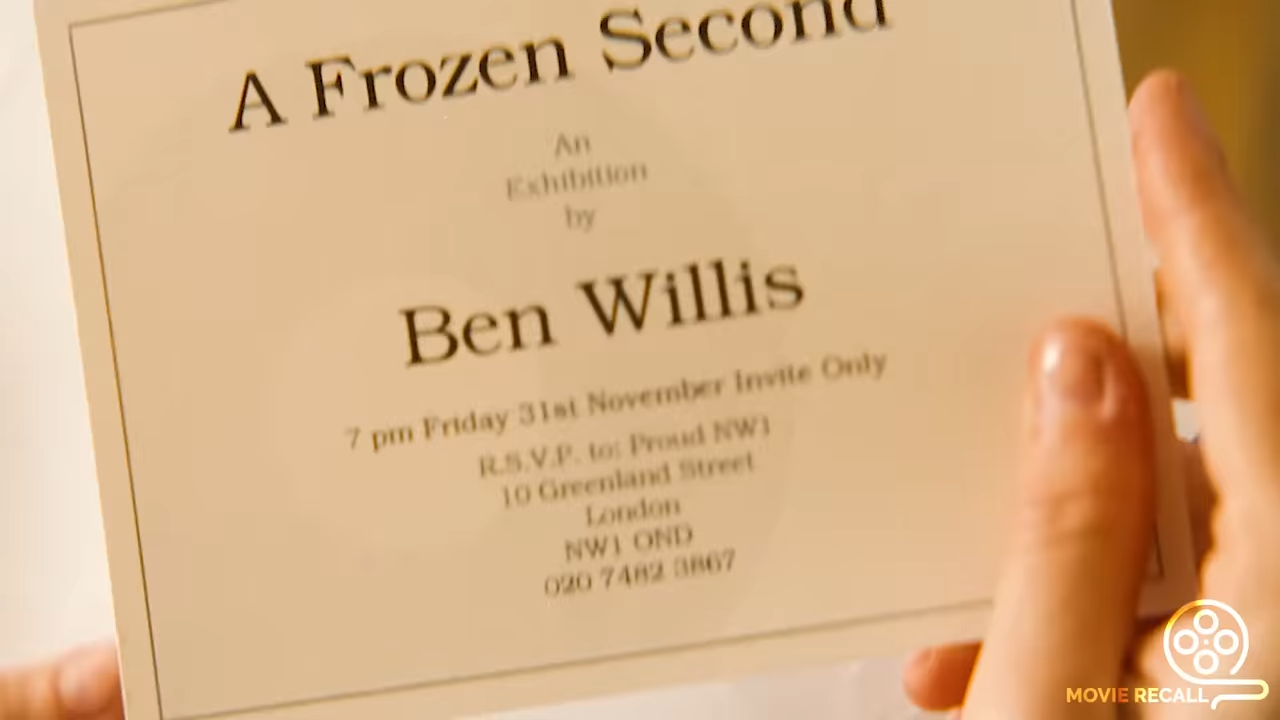 A Frozen Second
An
Exhibition
by
Ben Willis
7 pm Friday 31st November Invite Only
R.S.V.P. to: Proud NW1
10 Greenland Street
London
NW1 OND
020 7482 3867
MOVIE RECALL